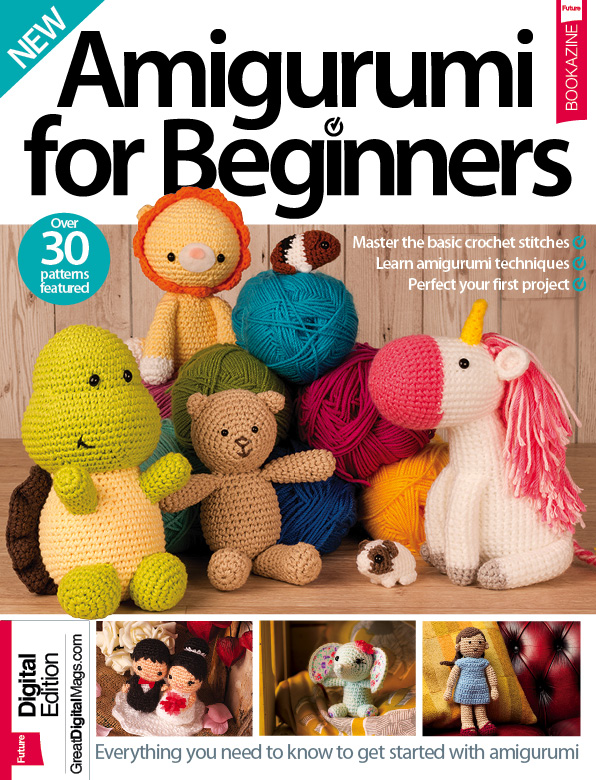 NEW
Future
BOOKAZINE
Amigurumi
for Beginners
Over
30
patterns
featured
Master the basic crochet stitches
Learn amigurumi techniques
Perfect your first project
Future
Digital
Edition
GreatDigitalMags.com
Everything you need to know to get started with amigurumi